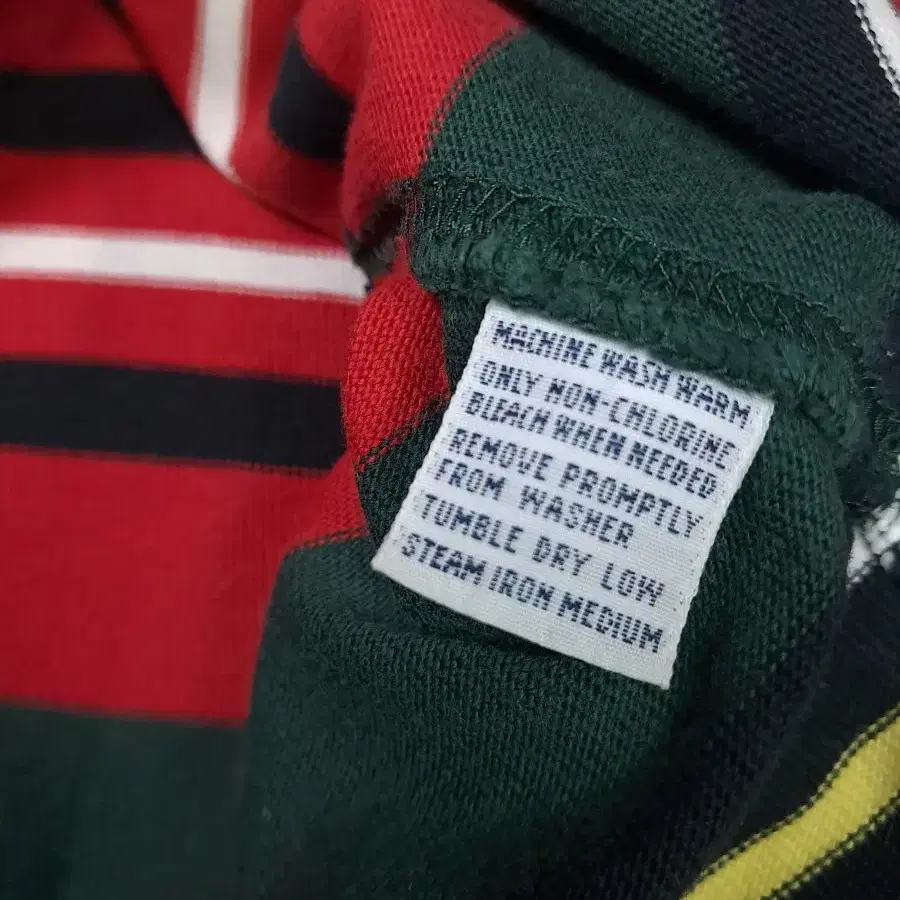 MACHINE WASH WARM
ONLY NON-CHLORINE
BLEACH WHEN NEEDED
REMOVE PROMPTLY
FROM WASHER
TUMBLE DRY LOW
STEAM IRON MEDIUM